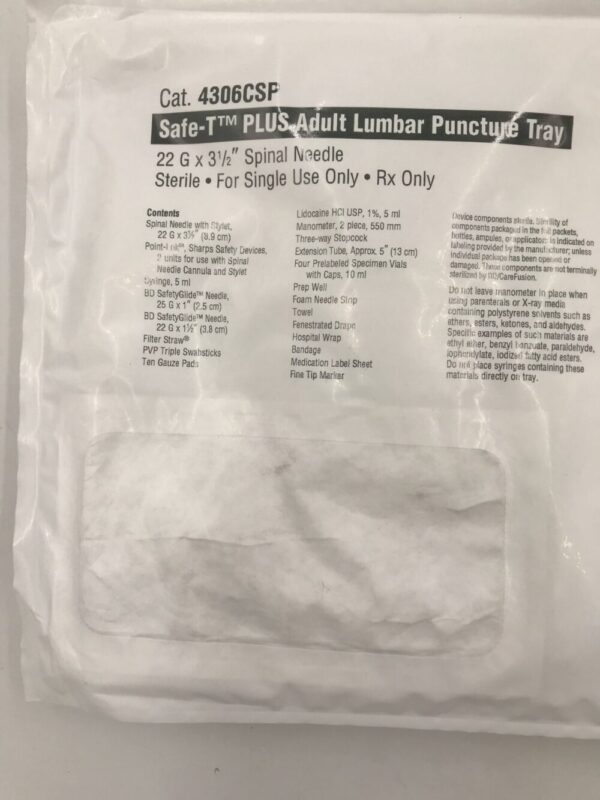 Cat. 4306CSP
Safe-T™ PLUS Adult Lumbar Puncture Tray
22 G x 3½" Spinal Needle
Sterile • For Single Use Only • Rx Only
Contents
Spinal Needle with Stylet,
22 G x 3½" (8.9 cm)
Point-Lok®, Sharps Safety Devices,
2 units for use with Spinal
Needle Cannula and Stylet
Syringe, 5 ml
BD SafetyGlide™ Needle,
25 G x 1" (2.5 cm)
BD SafetyGlide™ Needle,
22 G x 1½" (3.8 cm)
Filter Straw®
PVP Triple Swabsticks
Ten Gauze Pads
Lidocaine HCl USP, 1%, 5 ml
Manometer, 2 piece, 550 mm
Three-way Stopcock
Extension Tube, Approx. 5" (13 cm)
Four Prelabeled Specimen Vials
with Caps, 10 ml
Prep Well
Foam Needle Strip
Towel
Fenestrated Drape
Hospital Wrap
Bandage
Medication Label Sheet
Fine Tip Marker
Device components sterile. Sterility of
components packaged in the foil packets,
bottles, ampules, or applicators is indicated on
labeling provided by the manufacturer; unless
individual package has been opened or
damaged. These components are not terminally
sterilized by BD/CareFusion.
Do not leave manometer in place when
using parenterals or X-ray media
containing polystyrene solvents such as
ethers, esters, ketones, and aldehydes.
Specific examples of such materials are
ethyl ether, benzyl benzoate, paraldehyde,
iophendylate, iodized fatty acid esters.
Do not place syringes containing these
materials directly on tray.